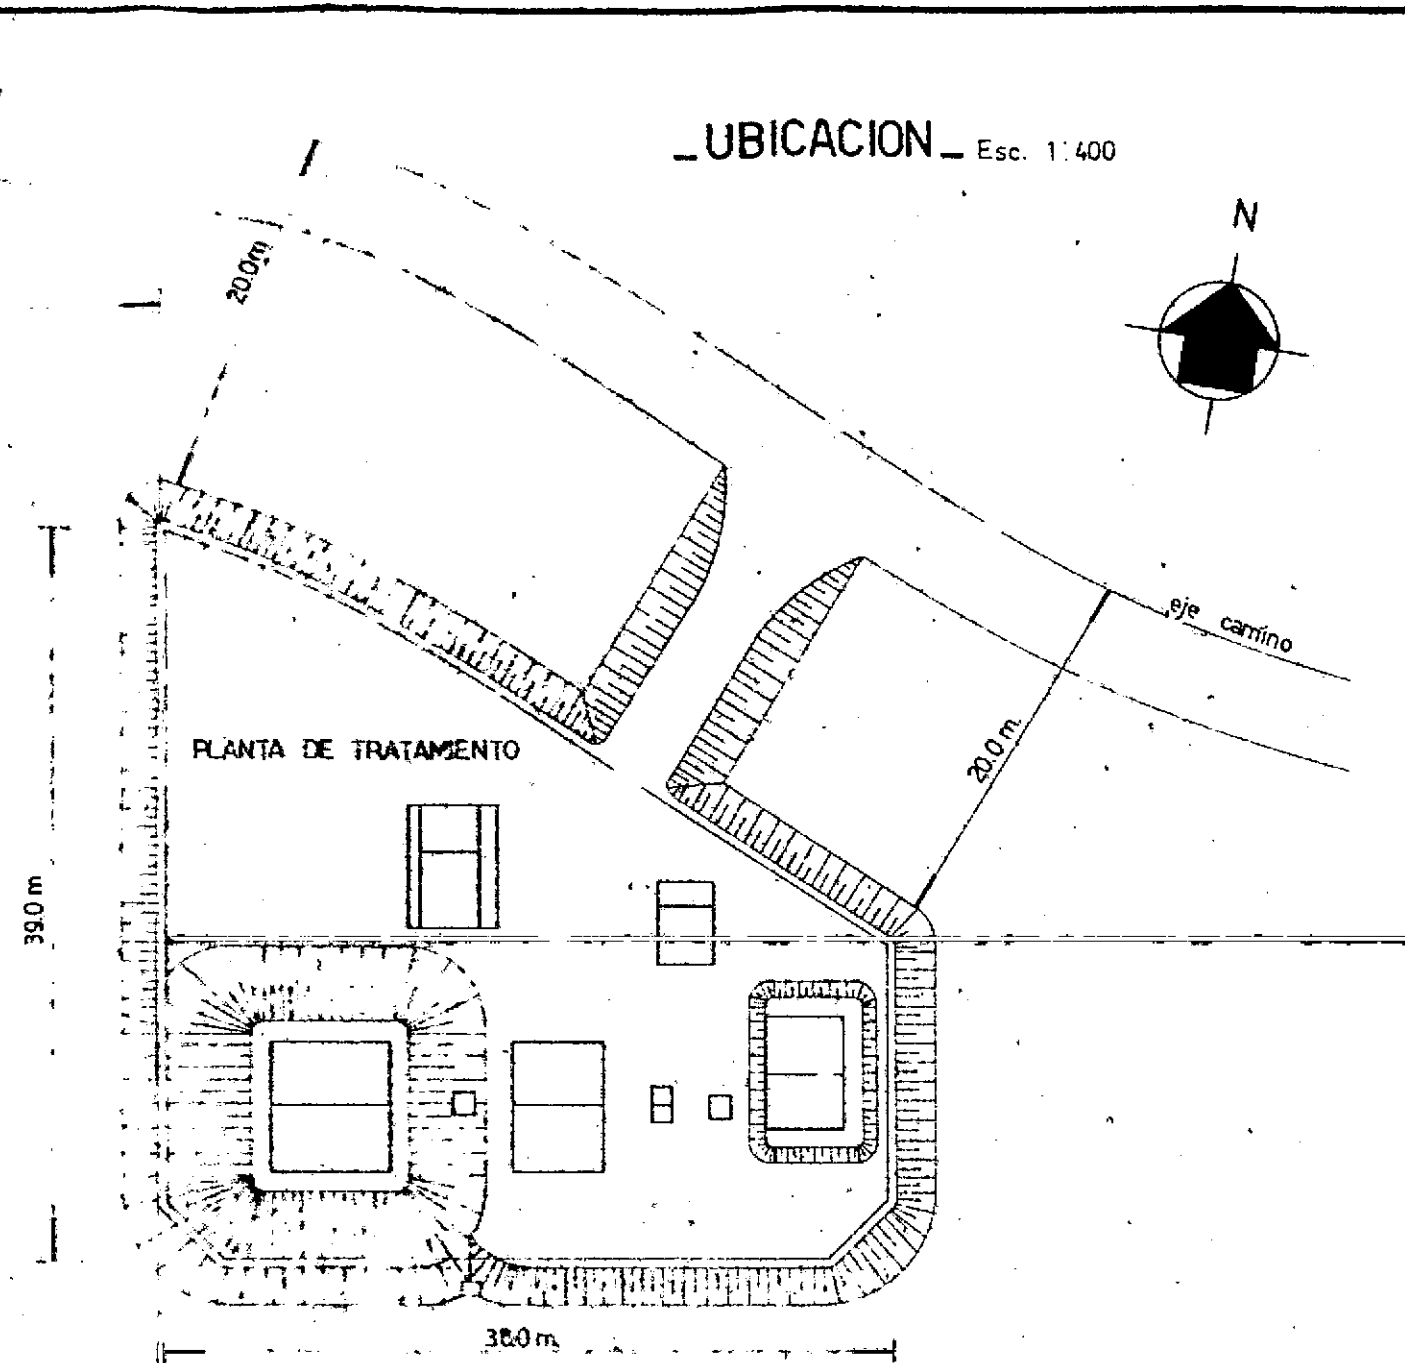 _UBICACION_ Esc. 1:400
N
20.0m
eje camino
20.0 m.
PLANTA DE TRATAMIENTO
39.0 m
38.0 m.